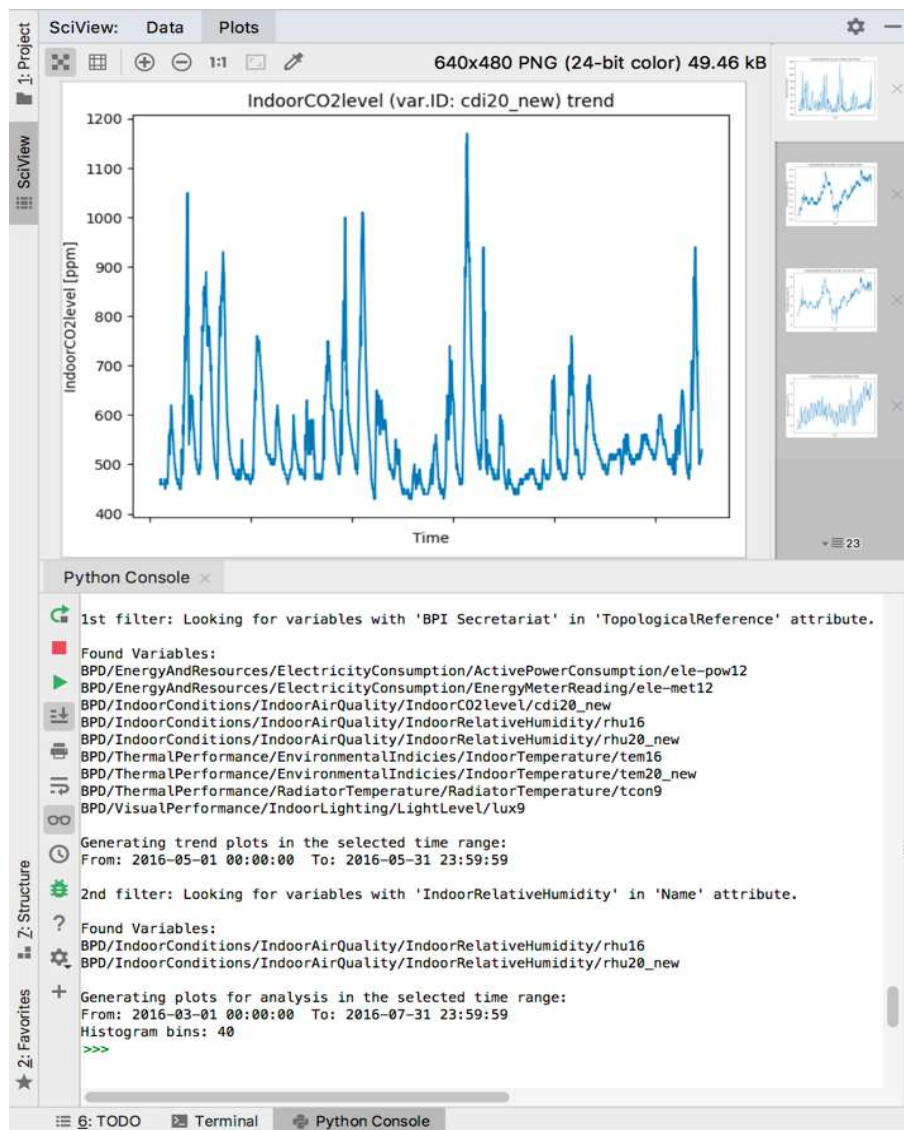 SciView: Data Plots
1: Project
SciView
1:1
640x480 PNG (24-bit color) 49.46 kB
IndoorCO2level (var.ID: cdi20_new) trend
IndoorCO2level [ppm]
1200
1100
1000
900
800
700
600
500
400
Time
23
Python Console
1st filter: Looking for variables with 'BPI Secretariat' in 'TopologicalReference' attribute.
Found Variables:
BPD/EnergyAndResources/ElectricityConsumption/ActivePowerConsumption/ele-pow12
BPD/EnergyAndResources/ElectricityConsumption/EnergyMeterReading/ele-met12
BPD/IndoorConditions/IndoorAirQuality/IndoorCO2level/cdi20_new
BPD/IndoorConditions/IndoorAirQuality/IndoorRelativeHumidity/rhu16
BPD/IndoorConditions/IndoorAirQuality/IndoorRelativeHumidity/rhu20_new
BPD/ThermalPerformance/EnvironmentalIndicies/IndoorTemperature/tem16
BPD/ThermalPerformance/EnvironmentalIndicies/IndoorTemperature/tem20_new
BPD/ThermalPerformance/RadiatorTemperature/RadiatorTemperature/tcon9
BPD/VisualPerformance/IndoorLighting/LightLevel/lux9
Generating trend plots in the selected time range:
From: 2016-05-01 00:00:00 To: 2016-05-31 23:59:59
2nd filter: Looking for variables with 'IndoorRelativeHumidity' in 'Name' attribute.
Found Variables:
BPD/IndoorConditions/IndoorAirQuality/IndoorRelativeHumidity/rhu16
BPD/IndoorConditions/IndoorAirQuality/IndoorRelativeHumidity/rhu20_new
Generating plots for analysis in the selected time range:
From: 2016-03-01 00:00:00 To: 2016-07-31 23:59:59
Histogram bins: 40
>>>
Z: Structure
2: Favorites
6: TODO Terminal Python Console